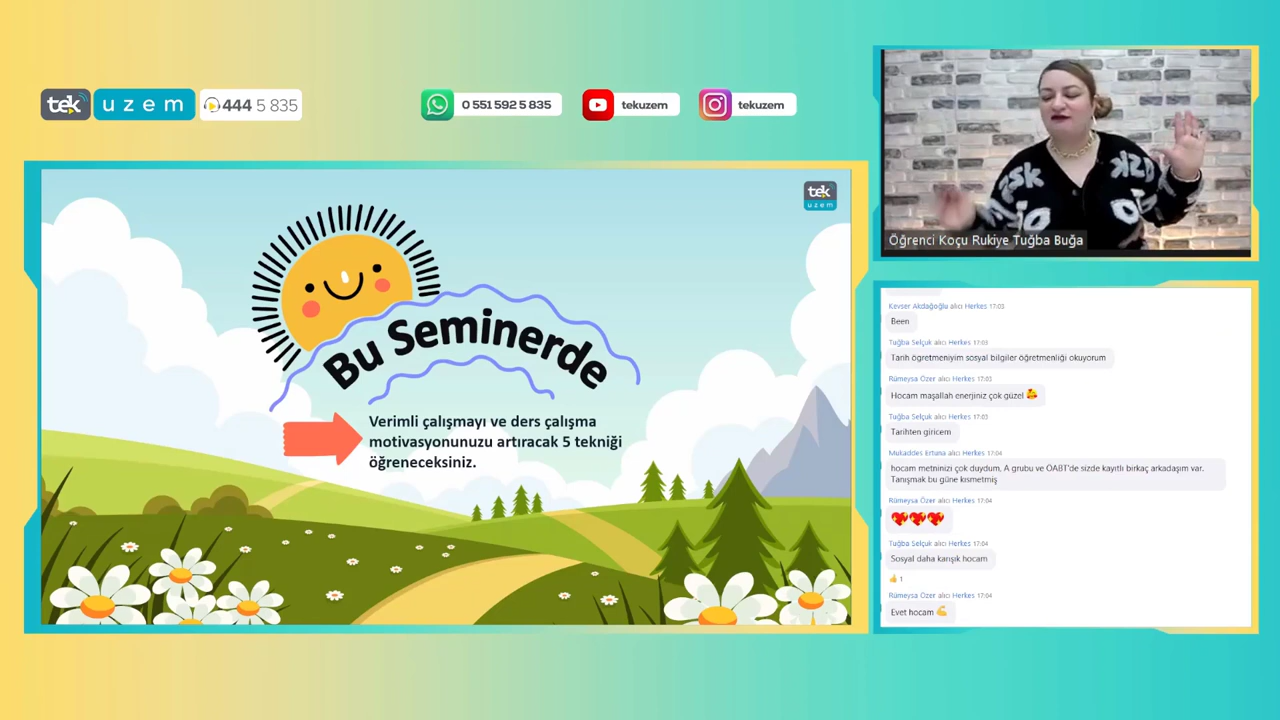 tek uzem 444 5 835
0 551 592 5 835
tekuzem
tekuzem
tek
uzem
Bu Seminerde
Verimli çalışmayı ve ders çalışma
motivasyonunuzu artıracak 5 tekniği
öğreneceksiniz.
Öğrenci Koçu Rukiye Tuğba Buğa
Kevser Akdağoğlu alıcı Herkes 17:03
Been
Tuğba Selçuk alıcı Herkes 17:03
Tarih ögretmeniyim sosyal bilgiler öğretmenliği okuyorum
Rümeysa Özer alıcı Herkes 17:03
Hocam maşallah enerjiniz çok güzel
Tuğba Selçuk alıcı Herkes 17:03
Tarihten giricem
Mukaddes Ertuna alıcı Herkes 17:04
hocam metninizi çok duydum, A grubu ve ÖABT'de sizde kayıtlı birkaç arkadaşım var.
Tanışmak bu güne kısmetmiş
Rümeysa Özer alıcı Herkes 17:04
Tuğba Selçuk alıcı Herkes 17:04
Sosyal daha karışık hocam
1
Rümeysa Özer alıcı Herkes 17:04
Evet hocam